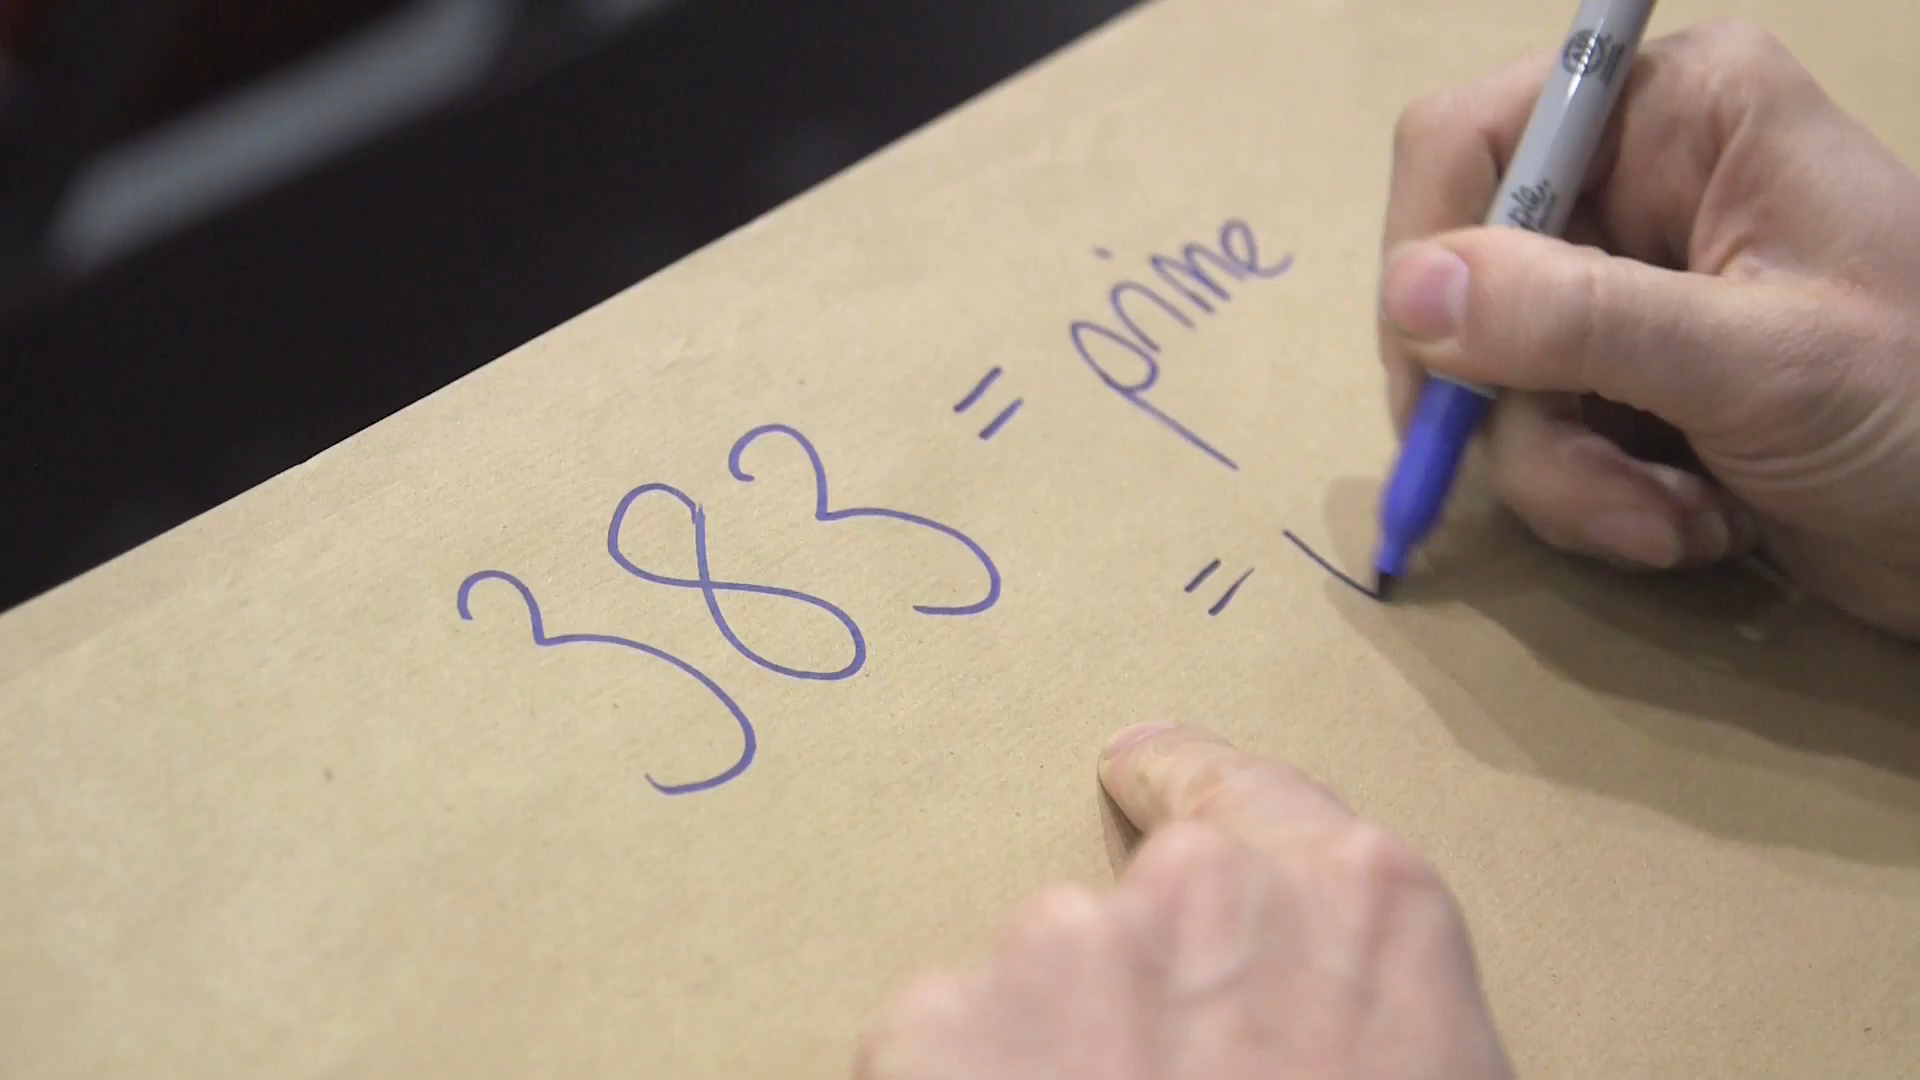 383 = prime
=